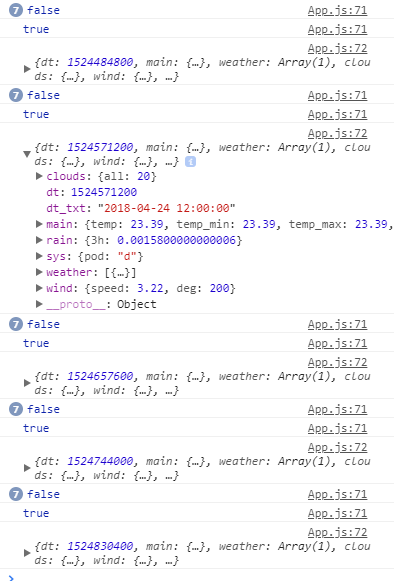 7 false App.js:71
true App.js:71
App.js:72
{dt: 1524484800, main: {…}, weather: Array(1), clou
ds: {…}, wind: {…}, …}
7 false App.js:71
true App.js:71
App.js:72
{dt: 1524571200, main: {…}, weather: Array(1), clou
ds: {…}, wind: {…}, …} i
clouds: {all: 20}
dt: 1524571200
dt_txt: "2018-04-24 12:00:00"
main: {temp: 23.39, temp_min: 23.39, temp_max: 23.39,
rain: {3h: 0.0015800000000006}
sys: {pod: "d"}
weather: [{…}]
wind: {speed: 3.22, deg: 200}
__proto__: Object
7 false App.js:71
true App.js:71
App.js:72
{dt: 1524657600, main: {…}, weather: Array(1), clou
ds: {…}, wind: {…}, …}
7 false App.js:71
true App.js:71
App.js:72
{dt: 1524744000, main: {…}, weather: Array(1), clou
ds: {…}, wind: {…}, …}
7 false App.js:71
true App.js:71
App.js:72
{dt: 1524830400, main: {…}, weather: Array(1), clou
ds: {…}, wind: {…}, …}